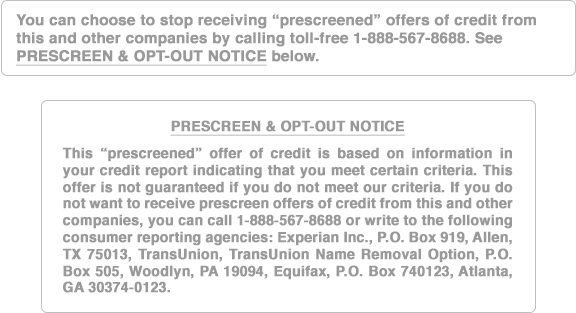 You can choose to stop receiving “prescreened” offers of credit from
this and other companies by calling toll-free 1-888-567-8688. See
PRESCREEN & OPT-OUT NOTICE below.
PRESCREEN & OPT-OUT NOTICE
This “prescreened” offer of credit is based on information in
your credit report indicating that you meet certain criteria. This
offer is not guaranteed if you do not meet our criteria. If you do
not want to receive prescreen offers of credit from this and other
companies, you can call 1-888-567-8688 or write to the following
consumer reporting agencies: Experian Inc., P.O. Box 919, Allen,
TX 75013, TransUnion, TransUnion Name Removal Option, P.O.
Box 505, Woodlyn, PA 19094, Equifax, P.O. Box 740123, Atlanta,
GA 30374-0123.